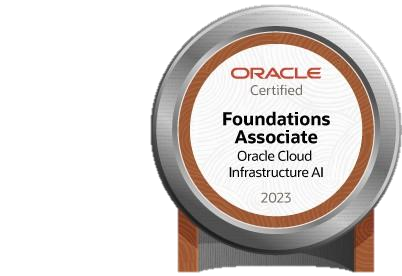 ORACLE
Certified
Foundations
Associate
Oracle Cloud
Infrastructure AI
2023